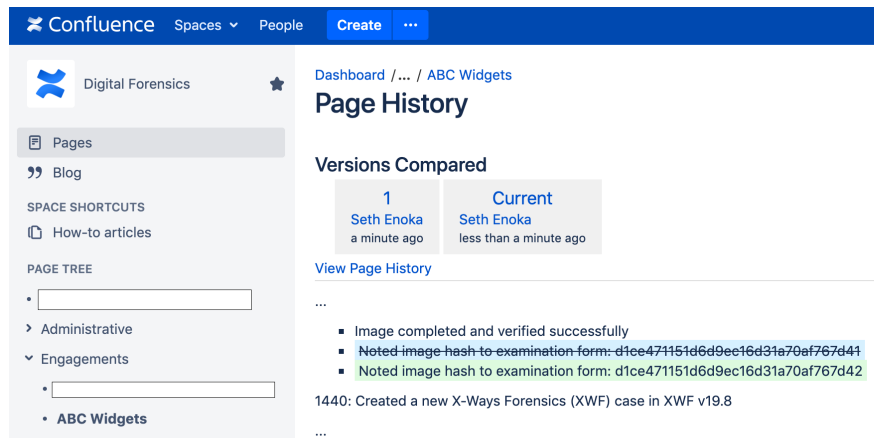 Confluence Spaces People Create ···
Digital Forensics
Pages
Blog
SPACE SHORTCUTS
How-to articles
PAGE TREE
Administrative
Engagements
ABC Widgets
Dashboard /... / ABC Widgets
Page History
Versions Compared
1 Current
Seth Enoka Seth Enoka
a minute ago less than a minute ago
View Page History
...
Image completed and verified successfully
Noted image hash to examination form: d1ce471151d6d9ec16d31a70af767d41
Noted image hash to examination form: d1ce471151d6d9ec16d31a70af767d42
1440: Created a new X-Ways Forensics (XWF) case in XWF v19.8
...